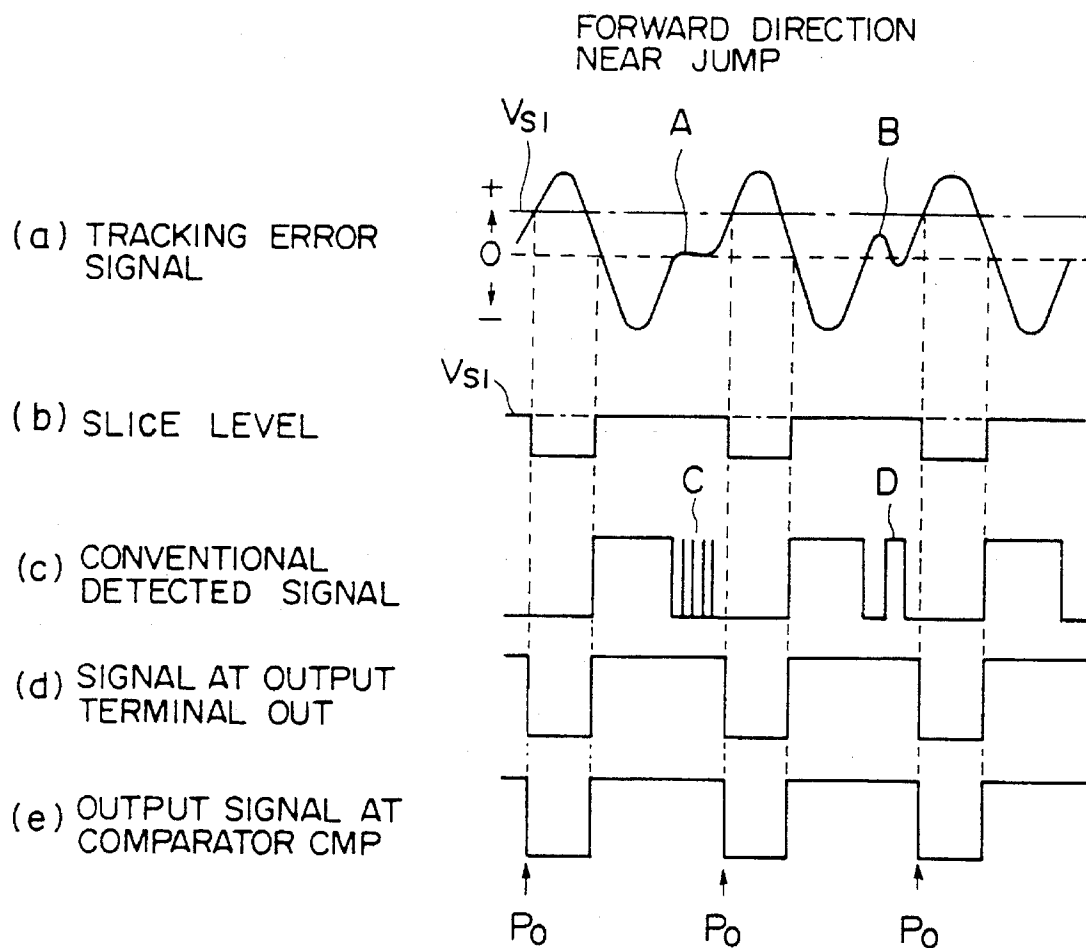 FORWARD DIRECTION
NEAR JUMP
VS1
A
B
+
0
−
(a) TRACKING ERROR
SIGNAL
VS1
(b) SLICE LEVEL
C
D
(c) CONVENTIONAL
DETECTED SIGNAL
(d) SIGNAL AT OUTPUT
TERMINAL OUT
(e) OUTPUT SIGNAL AT
COMPARATOR CMP
P0 P0 P0